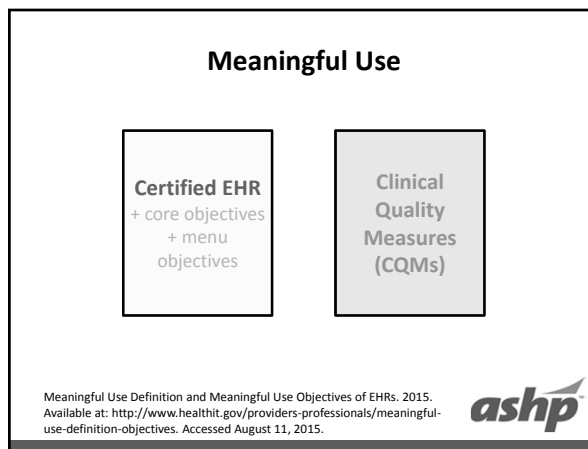 Meaningful Use
Certified EHR
+ core objectives
+ menu
objectives
Clinical
Quality
Measures
(CQMs)
Meaningful Use Definition and Meaningful Use Objectives of EHRs. 2015.
Available at: http://www.healthit.gov/providers-professionals/meaningful-
use-definition-objectives. Accessed August 11, 2015.
ashp